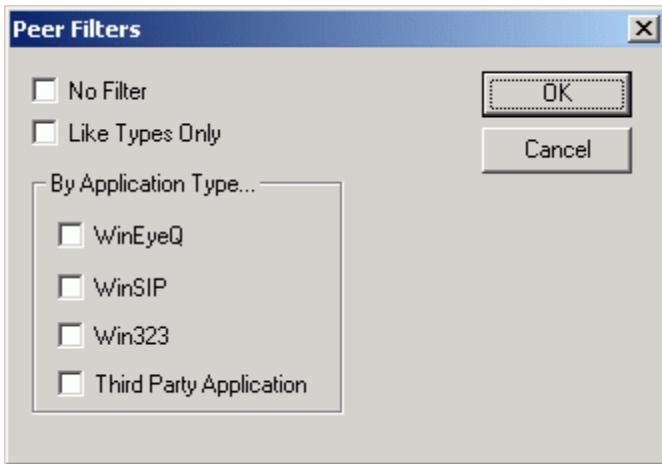 Peer Filters
No Filter
Like Types Only
OK
Cancel
By Application Type...
WinEyeQ
WinSIP
Win323
Third Party Application